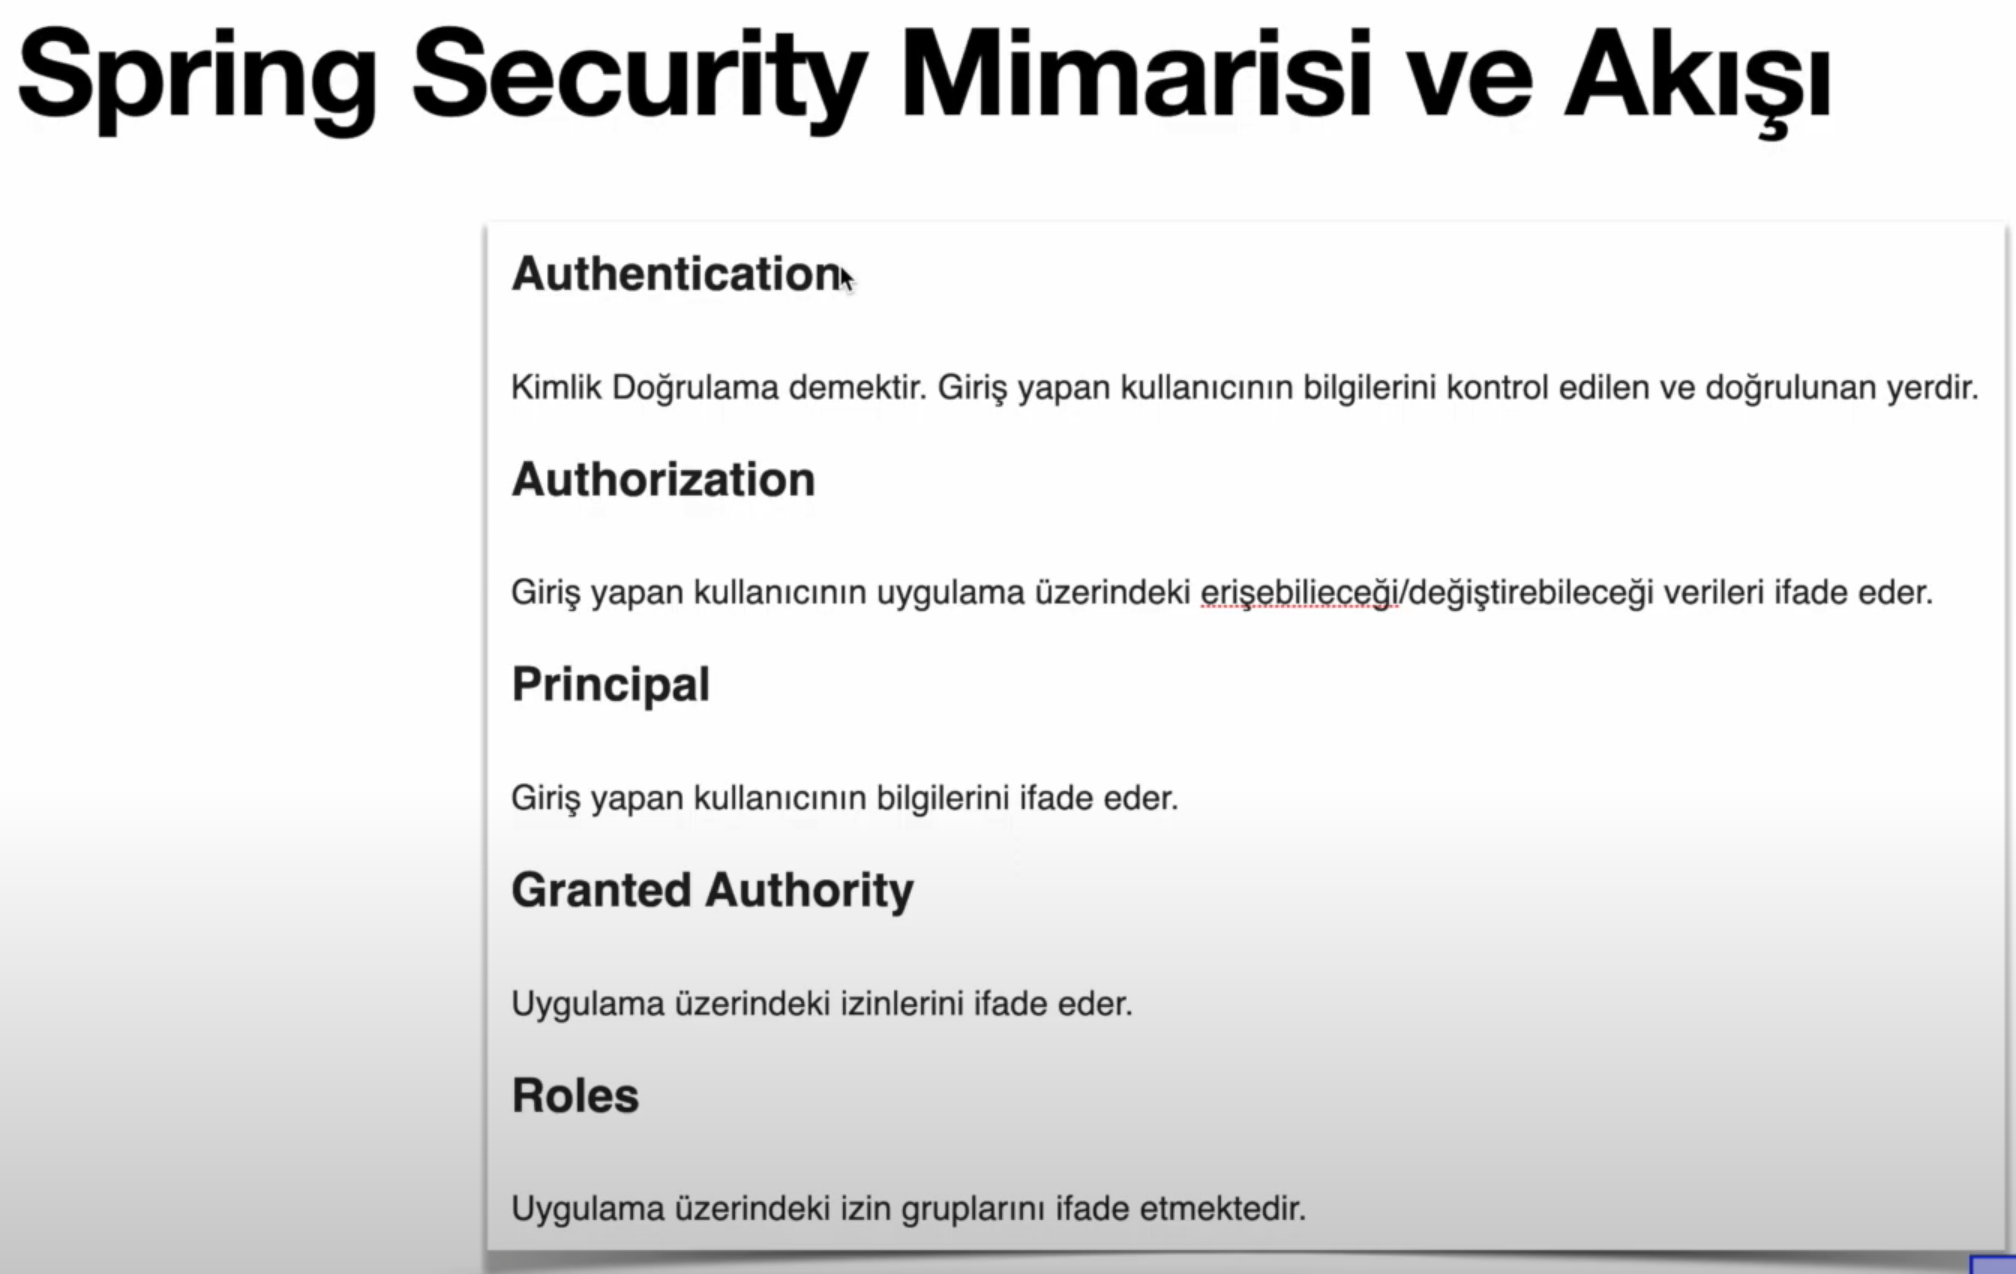 Spring Security Mimarisi ve Akışı
Authentication
Kimlik Doğrulama demektir. Giriş yapan kullanıcının bilgilerini kontrol edilen ve doğrulunan yerdir.
Authorization
Giriş yapan kullanıcının uygulama üzerindeki erişebilieceği/değiştirebileceği verileri ifade eder.
Principal
Giriş yapan kullanıcının bilgilerini ifade eder.
Granted Authority
Uygulama üzerindeki izinlerini ifade eder.
Roles
Uygulama üzerindeki izin gruplarını ifade etmektedir.